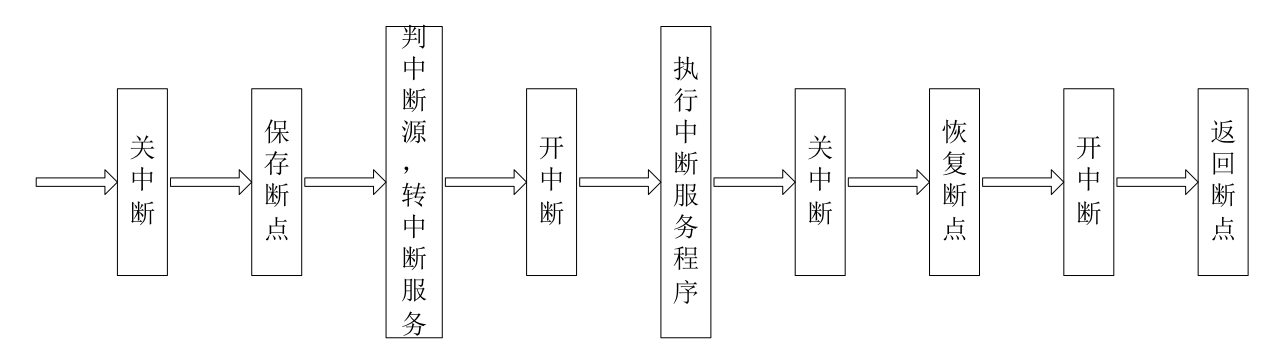 关中断
保存断点
判中断源，转中断服务
开中断
执行中断服务程序
关中断
恢复断点
开中断
返回断点